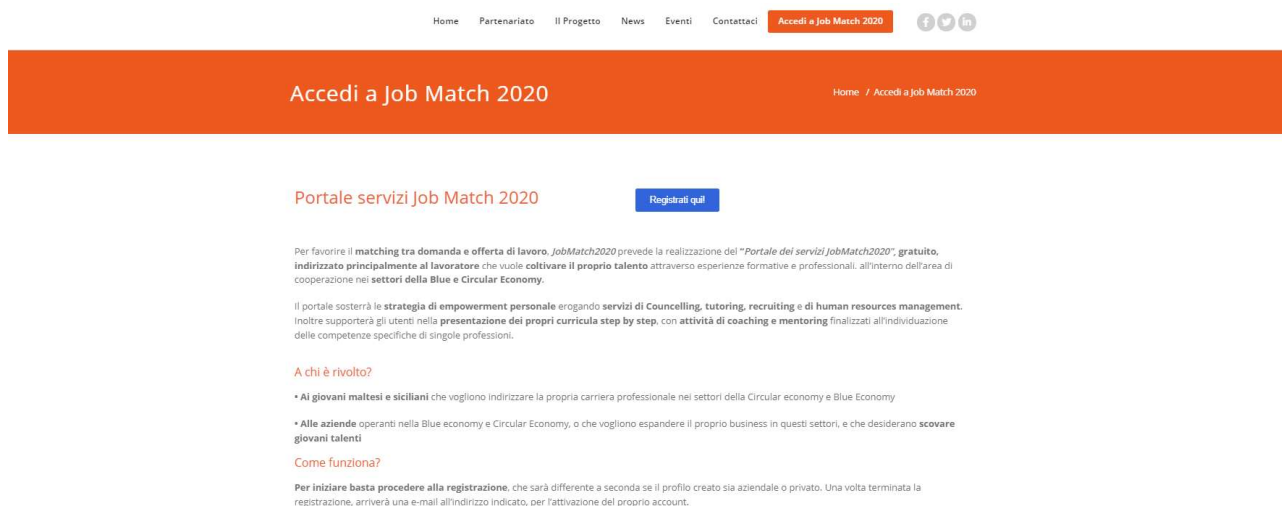 Home Partenariato Il Progetto News Eventi Contattaci Accedi a Job Match 2020
Accedi a Job Match 2020
Home / Accedi a Job Match 2020
Portale servizi Job Match 2020
Registrati qui!
Per favorire il matching tra domanda e offerta di lavoro, JobMatch2020 prevede la realizzazione del "Portale dei servizi JobMatch2020", gratuito,
indirizzato principalmente al lavoratore che vuole coltivare il proprio talento attraverso esperienze formative e professionali. all'interno dell'area di
cooperazione nei settori della Blue e Circular Economy.
Il portale sosterrà le strategia di empowerment personale erogando servizi di Councelling, tutoring, recruiting e di human resources management.
Inoltre supporterà gli utenti nella presentazione dei propri curricula step by step, con attività di coaching e mentoring finalizzati all'individuazione
delle competenze specifiche di singole professioni.
A chi è rivolto?
• Ai giovani maltesi e siciliani che vogliono indirizzare la propria carriera professionale nei settori della Circular economy e Blue Economy
• Alle aziende operanti nella Blue economy e Circular Economy, o che vogliono espandere il proprio business in questi settori, e che desiderano scovare
giovani talenti
Come funziona?
Per iniziare basta procedere alla registrazione, che sarà differente a seconda se il profilo creato sia aziendale o privato. Una volta terminata la
registrazione, arriverà una e-mail all'indirizzo indicato, per l'attivazione del proprio account.